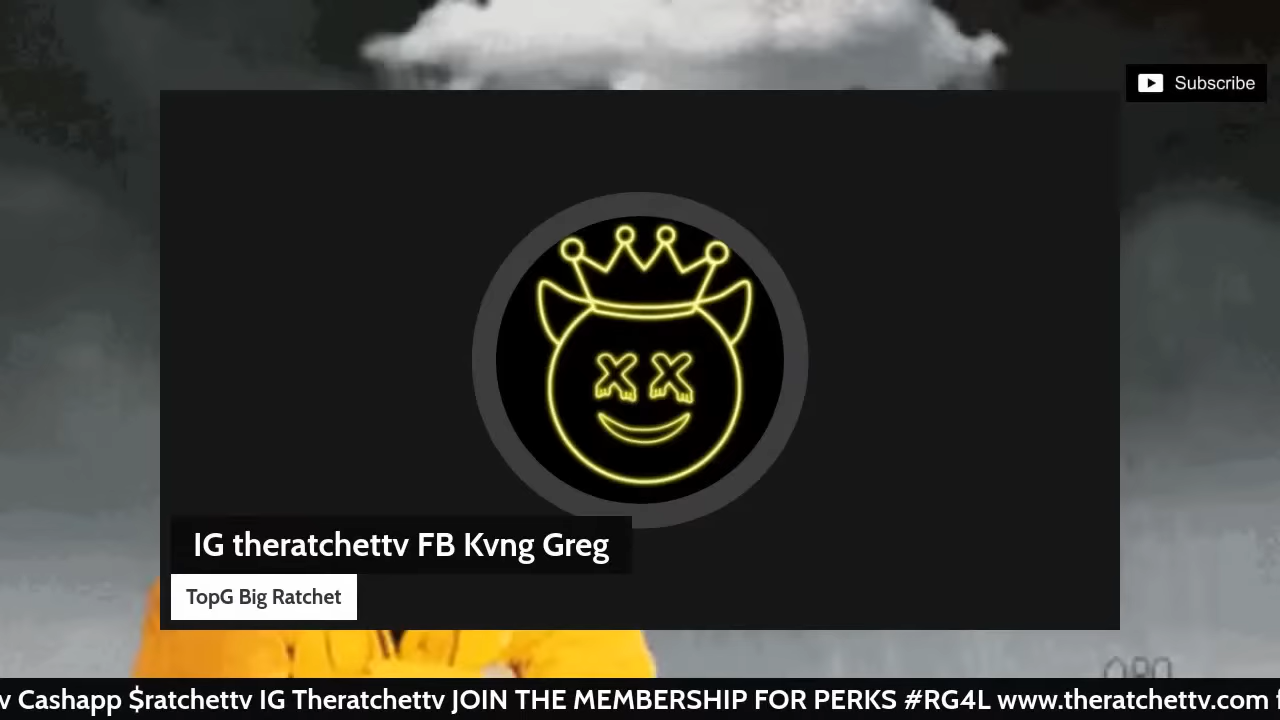 Subscribe
IG theratchettv FB Kvng Greg
TopG Big Ratchet
v Cashapp $ratchettv IG Theratchettv JOIN THE MEMBERSHIP FOR PERKS #RG4L www.theratchettv.com